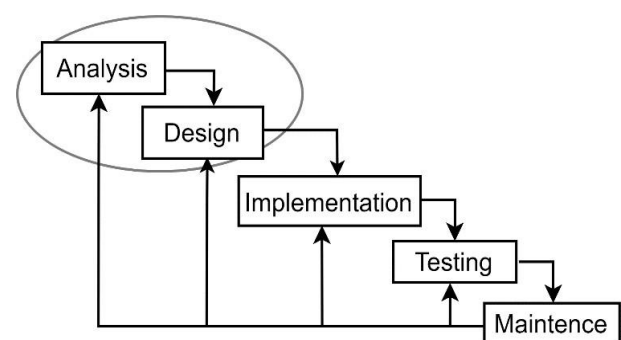 Analysis
Design
Implementation
Testing
Maintence